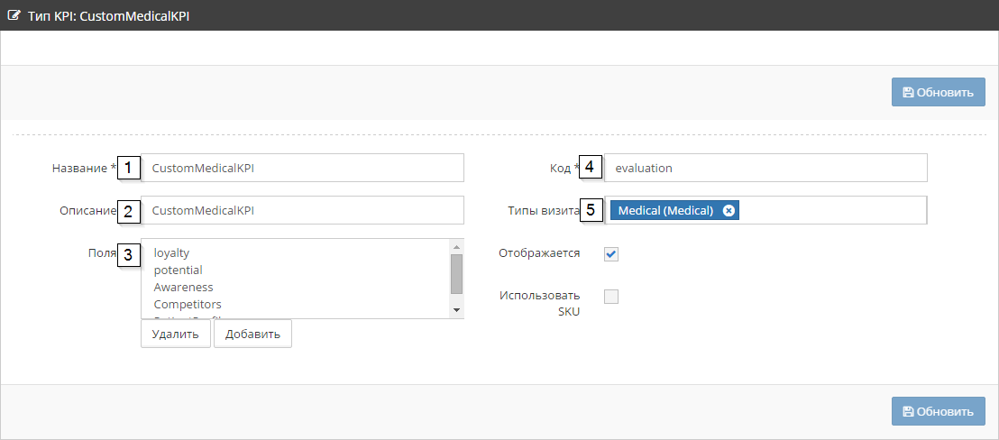 Тип KPI: CustomMedicalKPI
Обновить
Название * 1 CustomMedicalKPI
Код * 4 evaluation
Описание 2 CustomMedicalKPI
Типы визита 5 Medical (Medical)
Поля 3 loyalty
potential
Awareness
Competitors
Отображается
Использовать
SKU
Удалить Добавить
Обновить